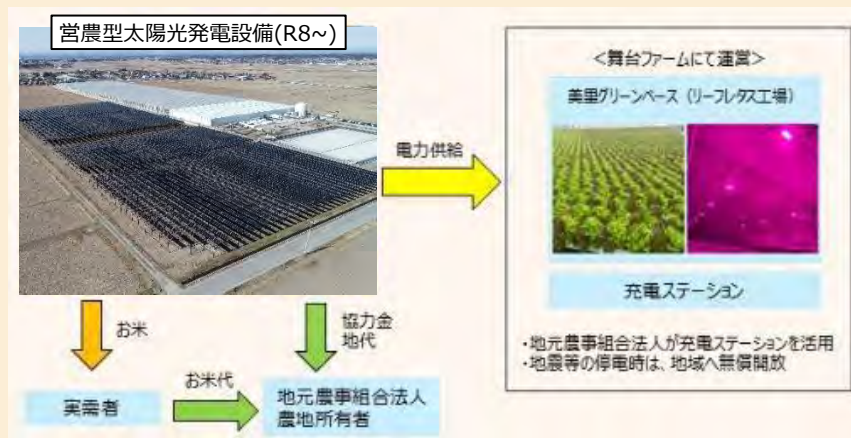 営農型太陽光発電設備(R8~)
<舞台ファームにて運営>
美里グリーンベース（リーフレタス工場）
電力供給
充電ステーション
・地元農事組合法人が充電ステーションを活用
・地震等の停電時は、地域へ無償開放
お米
協力金
地代
実需者
お米代
地元農事組合法人
農地所有者